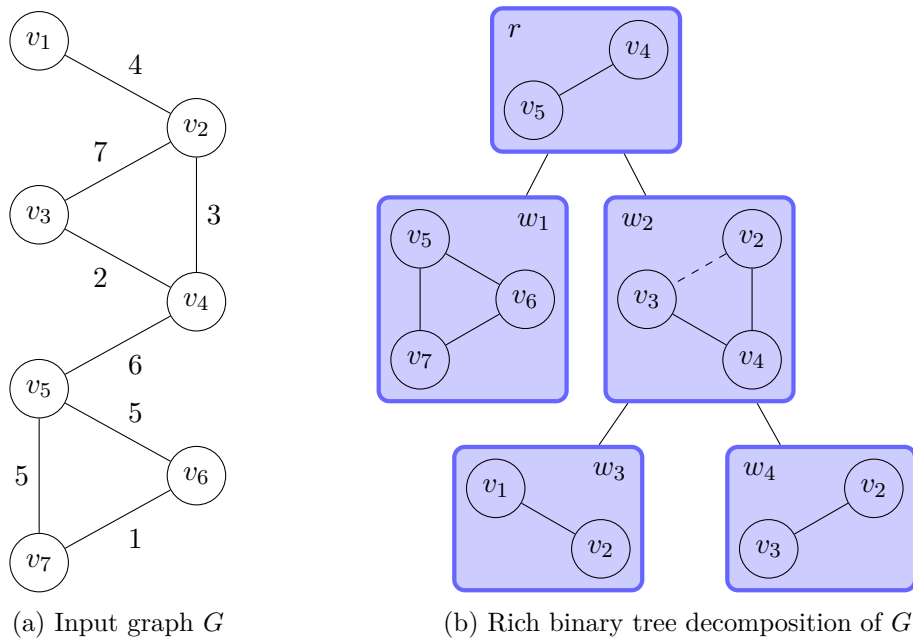 v1
4
v2
7
v3
3
2
v4
6
v5
5
5
v6
1
v7
(a) Input graph G
r
v4
v5
w1
v5
v6
v7
w2
v2
v3
v4
w3
v1
v2
w4
v2
v3
(b) Rich binary tree decomposition of G